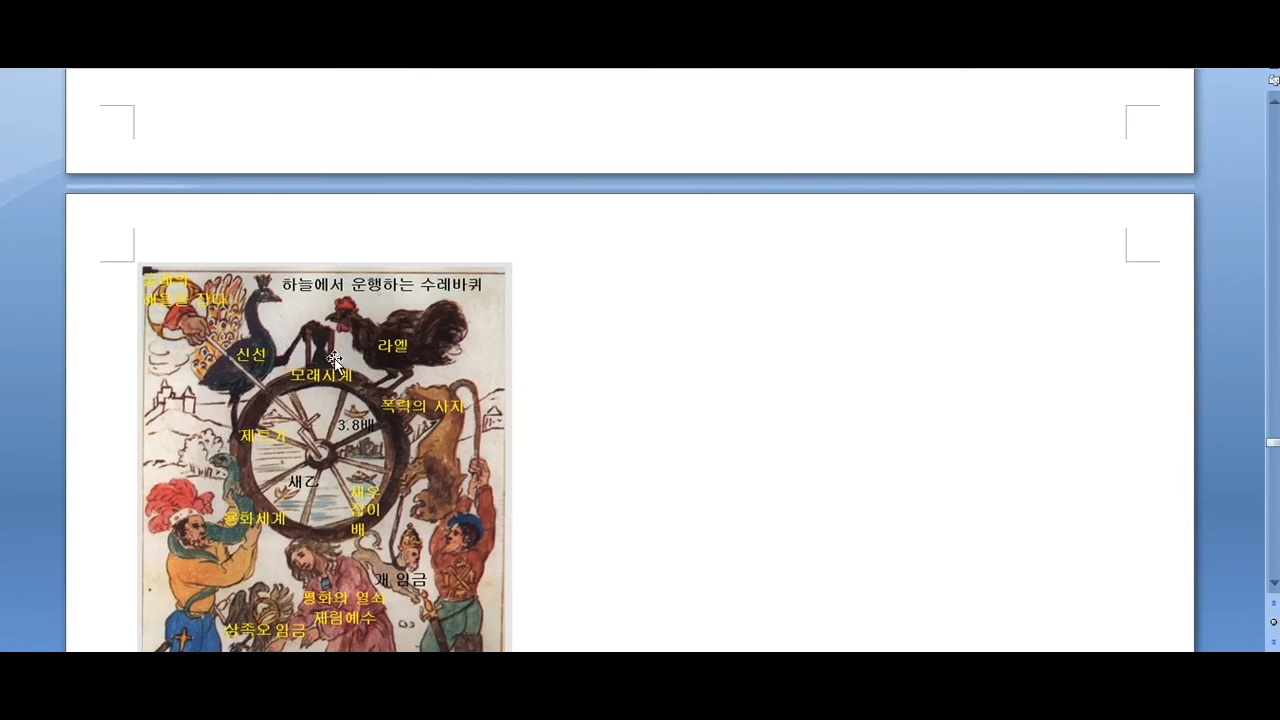 하늘에서 운행하는 수레바퀴
신선
라엘
모래시계
폭력의 사자
3.8배
제트기
새乙
새우
잡이
배
용화세계
개 임금
평화의 열쇠
재림예수
삼족오 임금